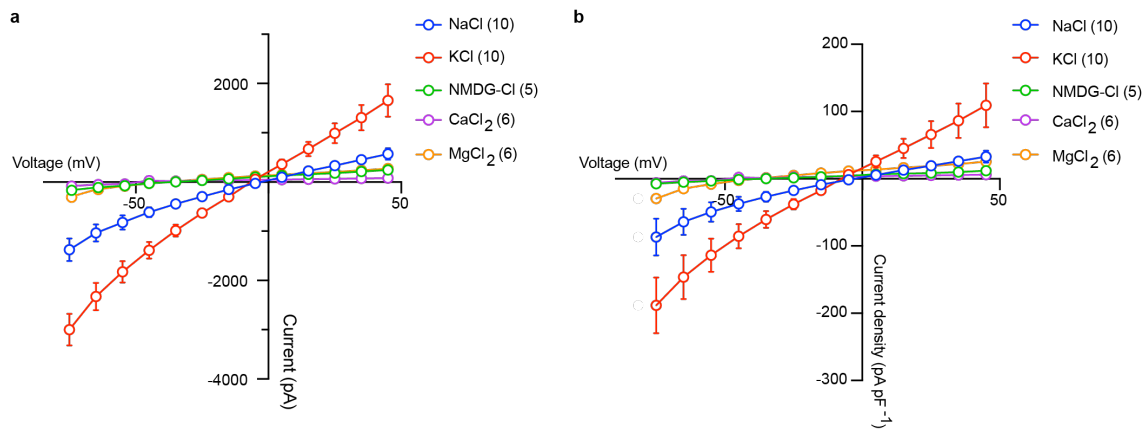 a
NaCl (10)
KCl (10)
NMDG-Cl (5)
CaCl2 (6)
MgCl2 (6)
2000
Voltage (mV)
-50
50
-2000
-4000
Current (pA)
b
NaCl (10)
KCl (10)
NMDG-Cl (5)
CaCl2 (6)
MgCl2 (6)
200
100
Voltage (mV)
-50
50
-100
-200
-300
Current density (pA pF-1)